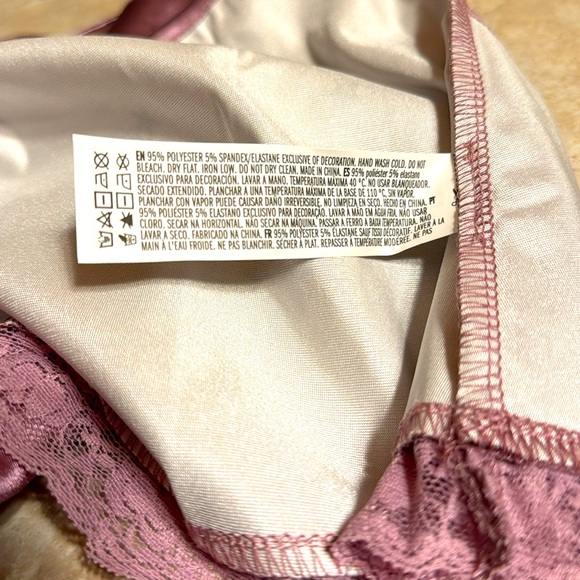 EN 95% POLYESTER 5% SPANDEX/ELASTANE EXCLUSIVE OF DECORATION. HAND WASH COLD. DO NOT
BLEACH. DRY FLAT. IRON LOW. DO NOT DRY CLEAN. MADE IN CHINA. ES 95% poliéster 5% elastano
EXCLUSIVO PARA DECORACIÓN. LAVAR A MANO. TEMPERATURA MÁXIMA 40 °C. NO USAR BLANQUEADOR.
SECADO EXTENDIDO. PLANCHAR A UNA TEMPERATURA MÁXIMA DE LA BASE DE 110 °C, SIN VAPOR.
PLANCHAR CON VAPOR PUEDE CAUSAR DAÑO IRREVERSIBLE. NO LIMPIEZA EN SECO. HECHO EN CHINA. PT
95% POLIÉSTER 5% ELASTANO EXCLUSIVO PARA DECORAÇÃO. LAVAR À MÃO EM ÁGUA FRIA. NÃO USAR
CLORO. SECAR NA HORIZONTAL. NÃO SECAR NA MÁQUINA. PASSAR A FERRO À BAIXA TEMPERATURA. NÃO
LAVAR A SECO. FABRICADO NA CHINA. FR 95% POLYESTER 5% ÉLASTANE SAUF TISSU DÉCORATIF. LAVER À LA
MAIN À L'EAU FROIDE. NE PAS BLANCHIR. SÉCHER À PLAT. REPASSER À TEMPÉRATURE MODÉRÉE. NE PAS